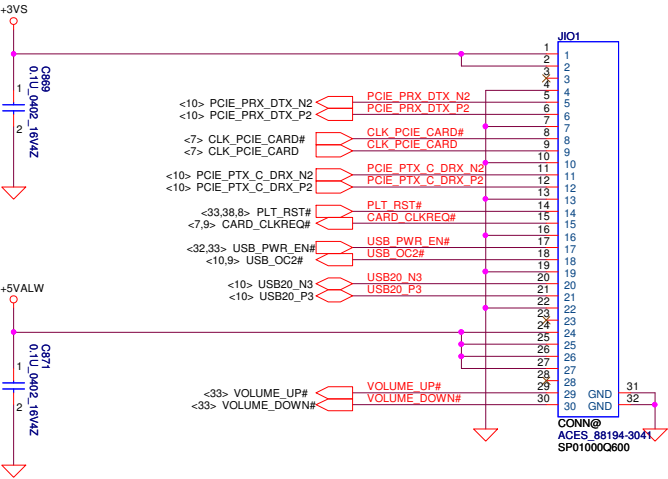 +3VS
JIO1
C869
0.1U_0402_16V4Z
1
2
1 1
2 2
3 3
4 4
<10> PCIE_PRX_DTX_N2 PCIE_PRX_DTX_N2 5 5
<10> PCIE_PRX_DTX_P2 PCIE_PRX_DTX_P2 6 6
7 7
<7> CLK_PCIE_CARD# CLK_PCIE_CARD# 8 8
<7> CLK_PCIE_CARD CLK_PCIE_CARD 9 9
10 10
<10> PCIE_PTX_C_DRX_N2 PCIE_PTX_C_DRX_N2 11 11
<10> PCIE_PTX_C_DRX_P2 PCIE_PTX_C_DRX_P2 12 12
13 13
<33,38,8> PLT_RST# PLT_RST# 14 14
<7,9> CARD_CLKREQ# CARD_CLKREQ# 15 15
16 16
<32,33> USB_PWR_EN# USB_PWR_EN# 17 17
<10,9> USB_OC2# USB_OC2# 18 18
19 19
<10> USB20_N3 USB20_N3 20 20
<10> USB20_P3 USB20_P3 21 21
22 22
23 23
24 24
25 25
26 26
27 27
28 28
<33> VOLUME_UP# VOLUME_UP# 29 29 GND 31
<33> VOLUME_DOWN# VOLUME_DOWN# 30 30 GND 32
+5VALW
C871
0.1U_0402_16V4Z
1
2
CONN@
ACES_88194-3041
SP01000Q600